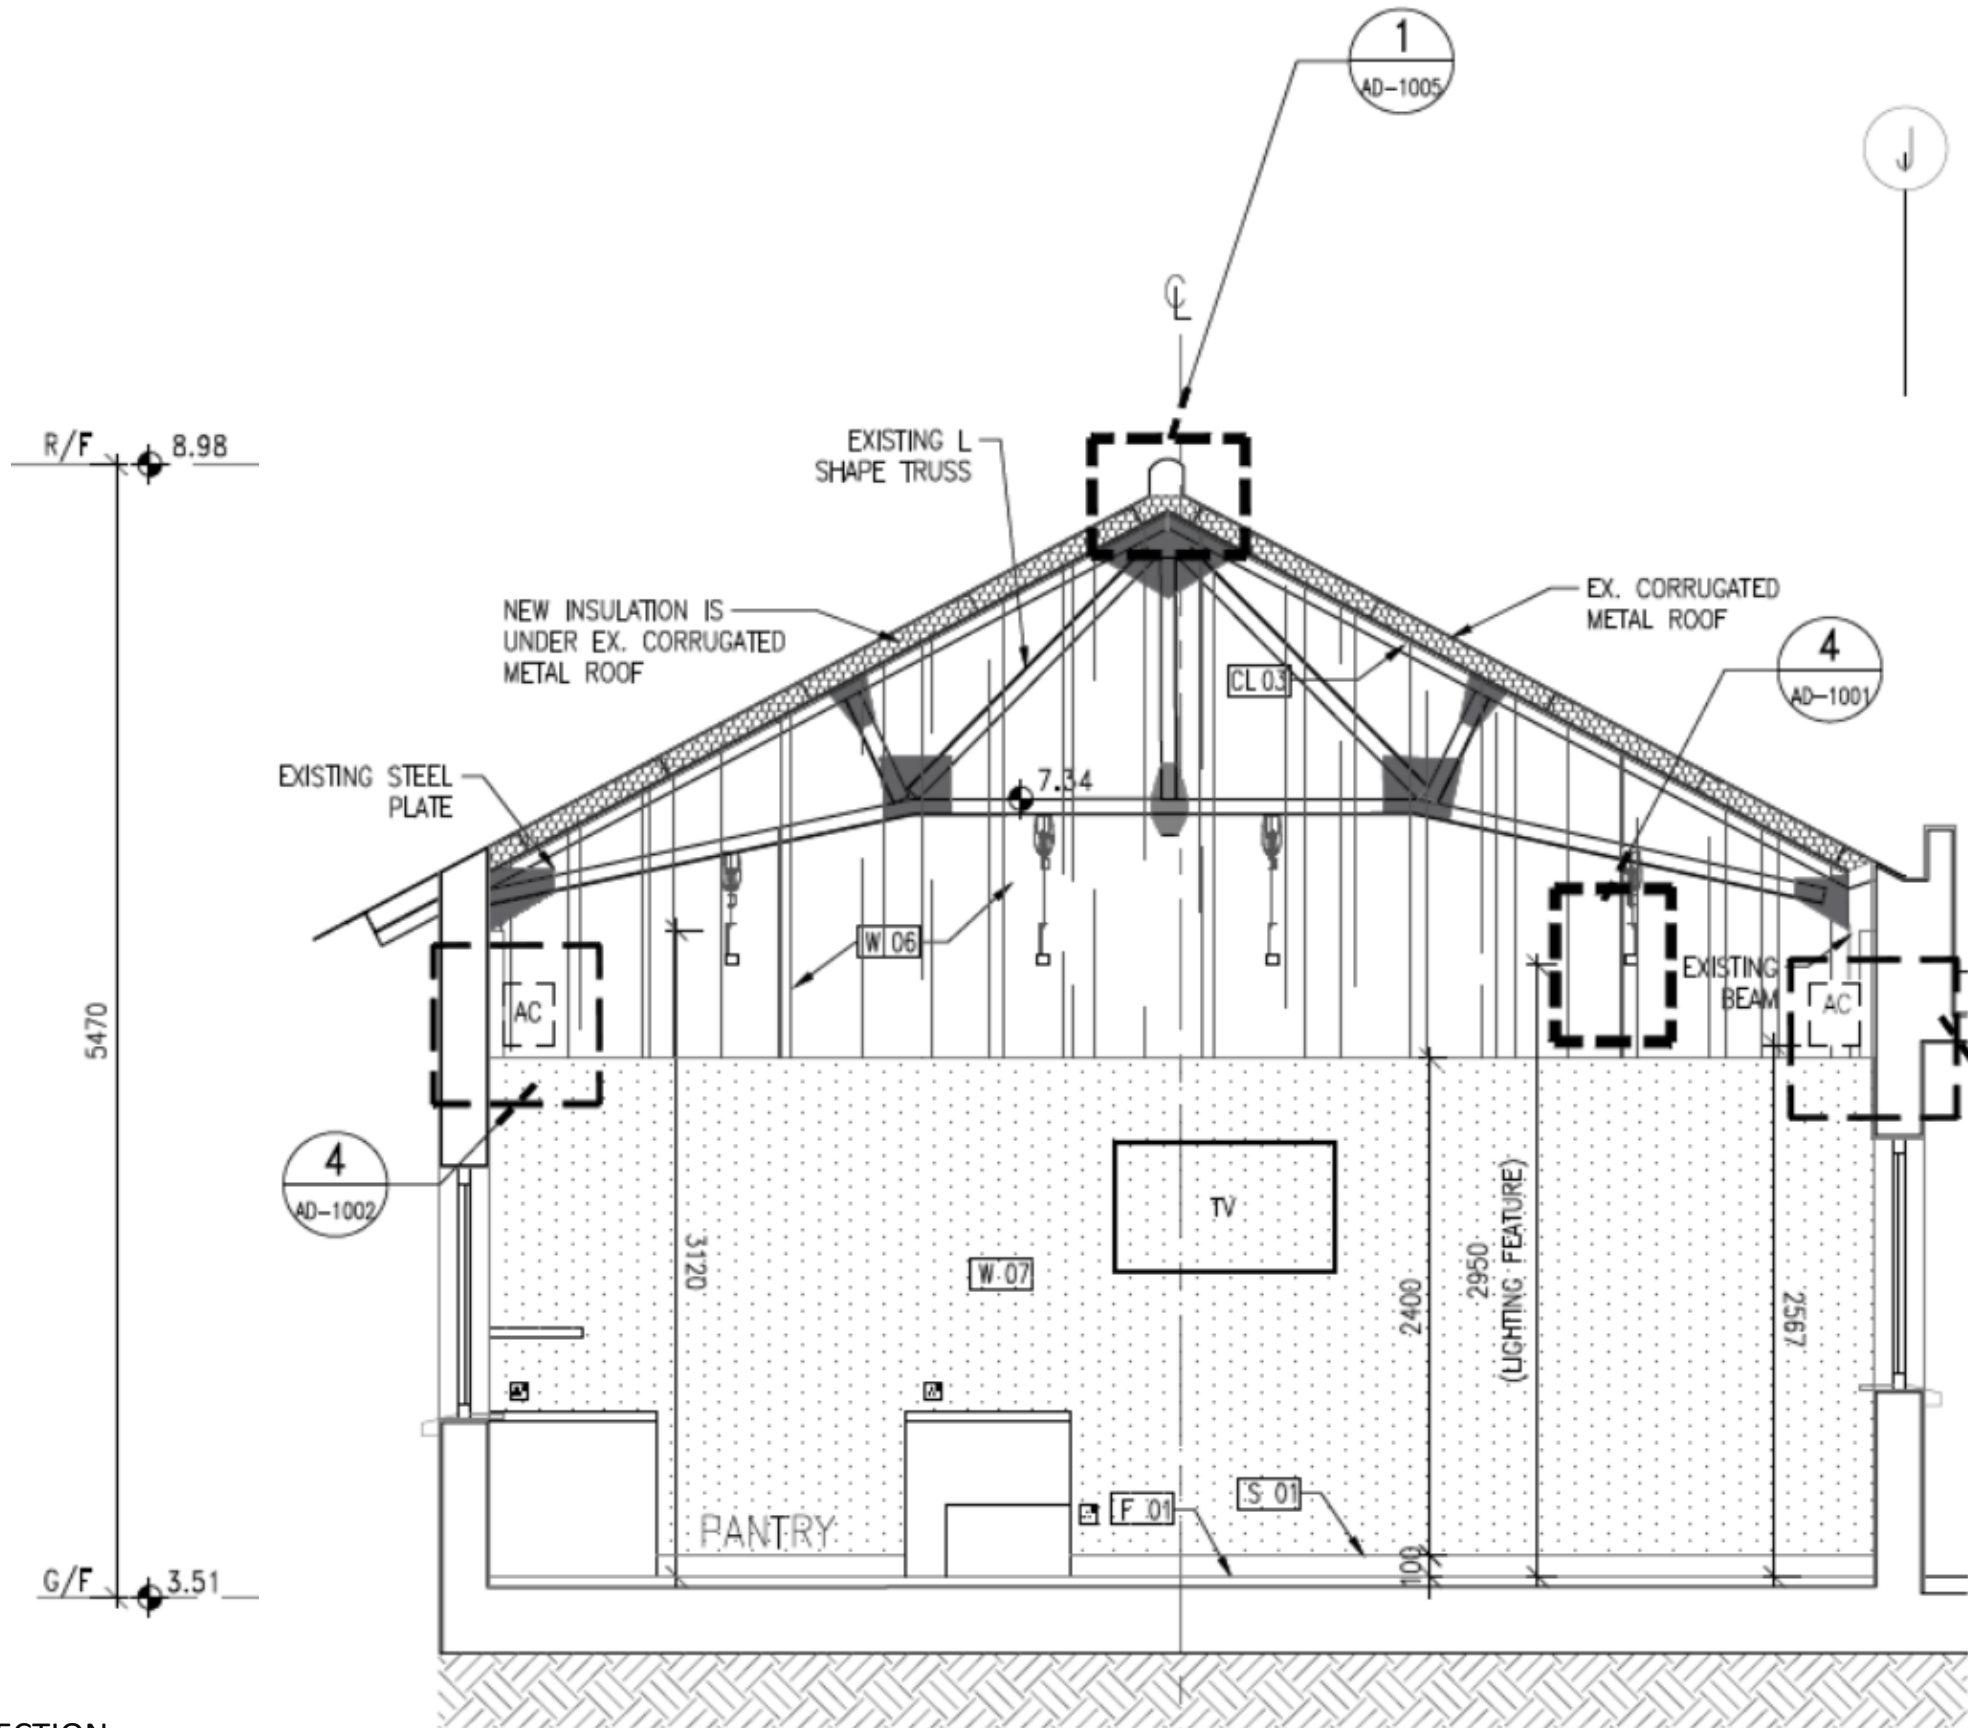 1
AD-1005
J
CL
R/F 8.98
EXISTING L
SHAPE TRUSS
NEW INSULATION IS
UNDER EX. CORRUGATED
METAL ROOF
EX. CORRUGATED
METAL ROOF
4
AD-1001
CL 03
EXISTING STEEL
PLATE
7.34
W 06
EXISTING
BEAM
AC
AC
5470
4
AD-1002
TV
3120
W 07
2400
2950
(LIGHTING FEATURE)
2567
PANTRY
F 01
S 01
100
G/F 3.51